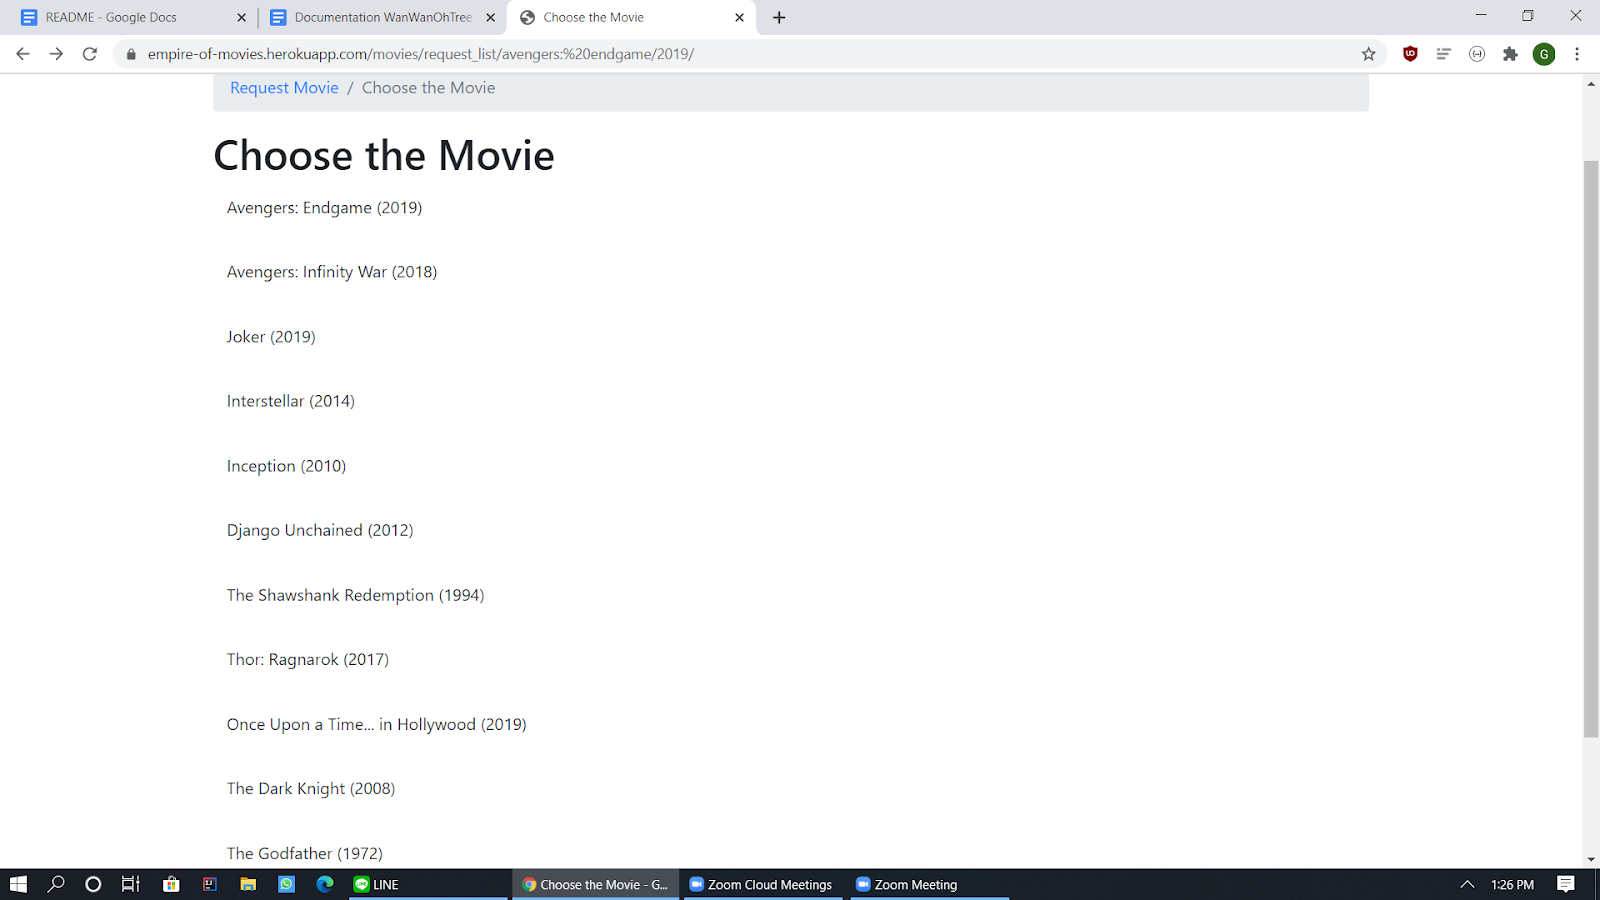 README - Google Docs
Documentation WanWanOhTree
Choose the Movie
empire-of-movies.herokuapp.com/movies/request_list/avengers:%20endgame/2019/
G
Request Movie / Choose the Movie
Choose the Movie
Avengers: Endgame (2019)
Avengers: Infinity War (2018)
Joker (2019)
Interstellar (2014)
Inception (2010)
Django Unchained (2012)
The Shawshank Redemption (1994)
Thor: Ragnarok (2017)
Once Upon a Time... in Hollywood (2019)
The Dark Knight (2008)
The Godfather (1972)
LINE
Choose the Movie - G...
Zoom Cloud Meetings
Zoom Meeting
1:26 PM